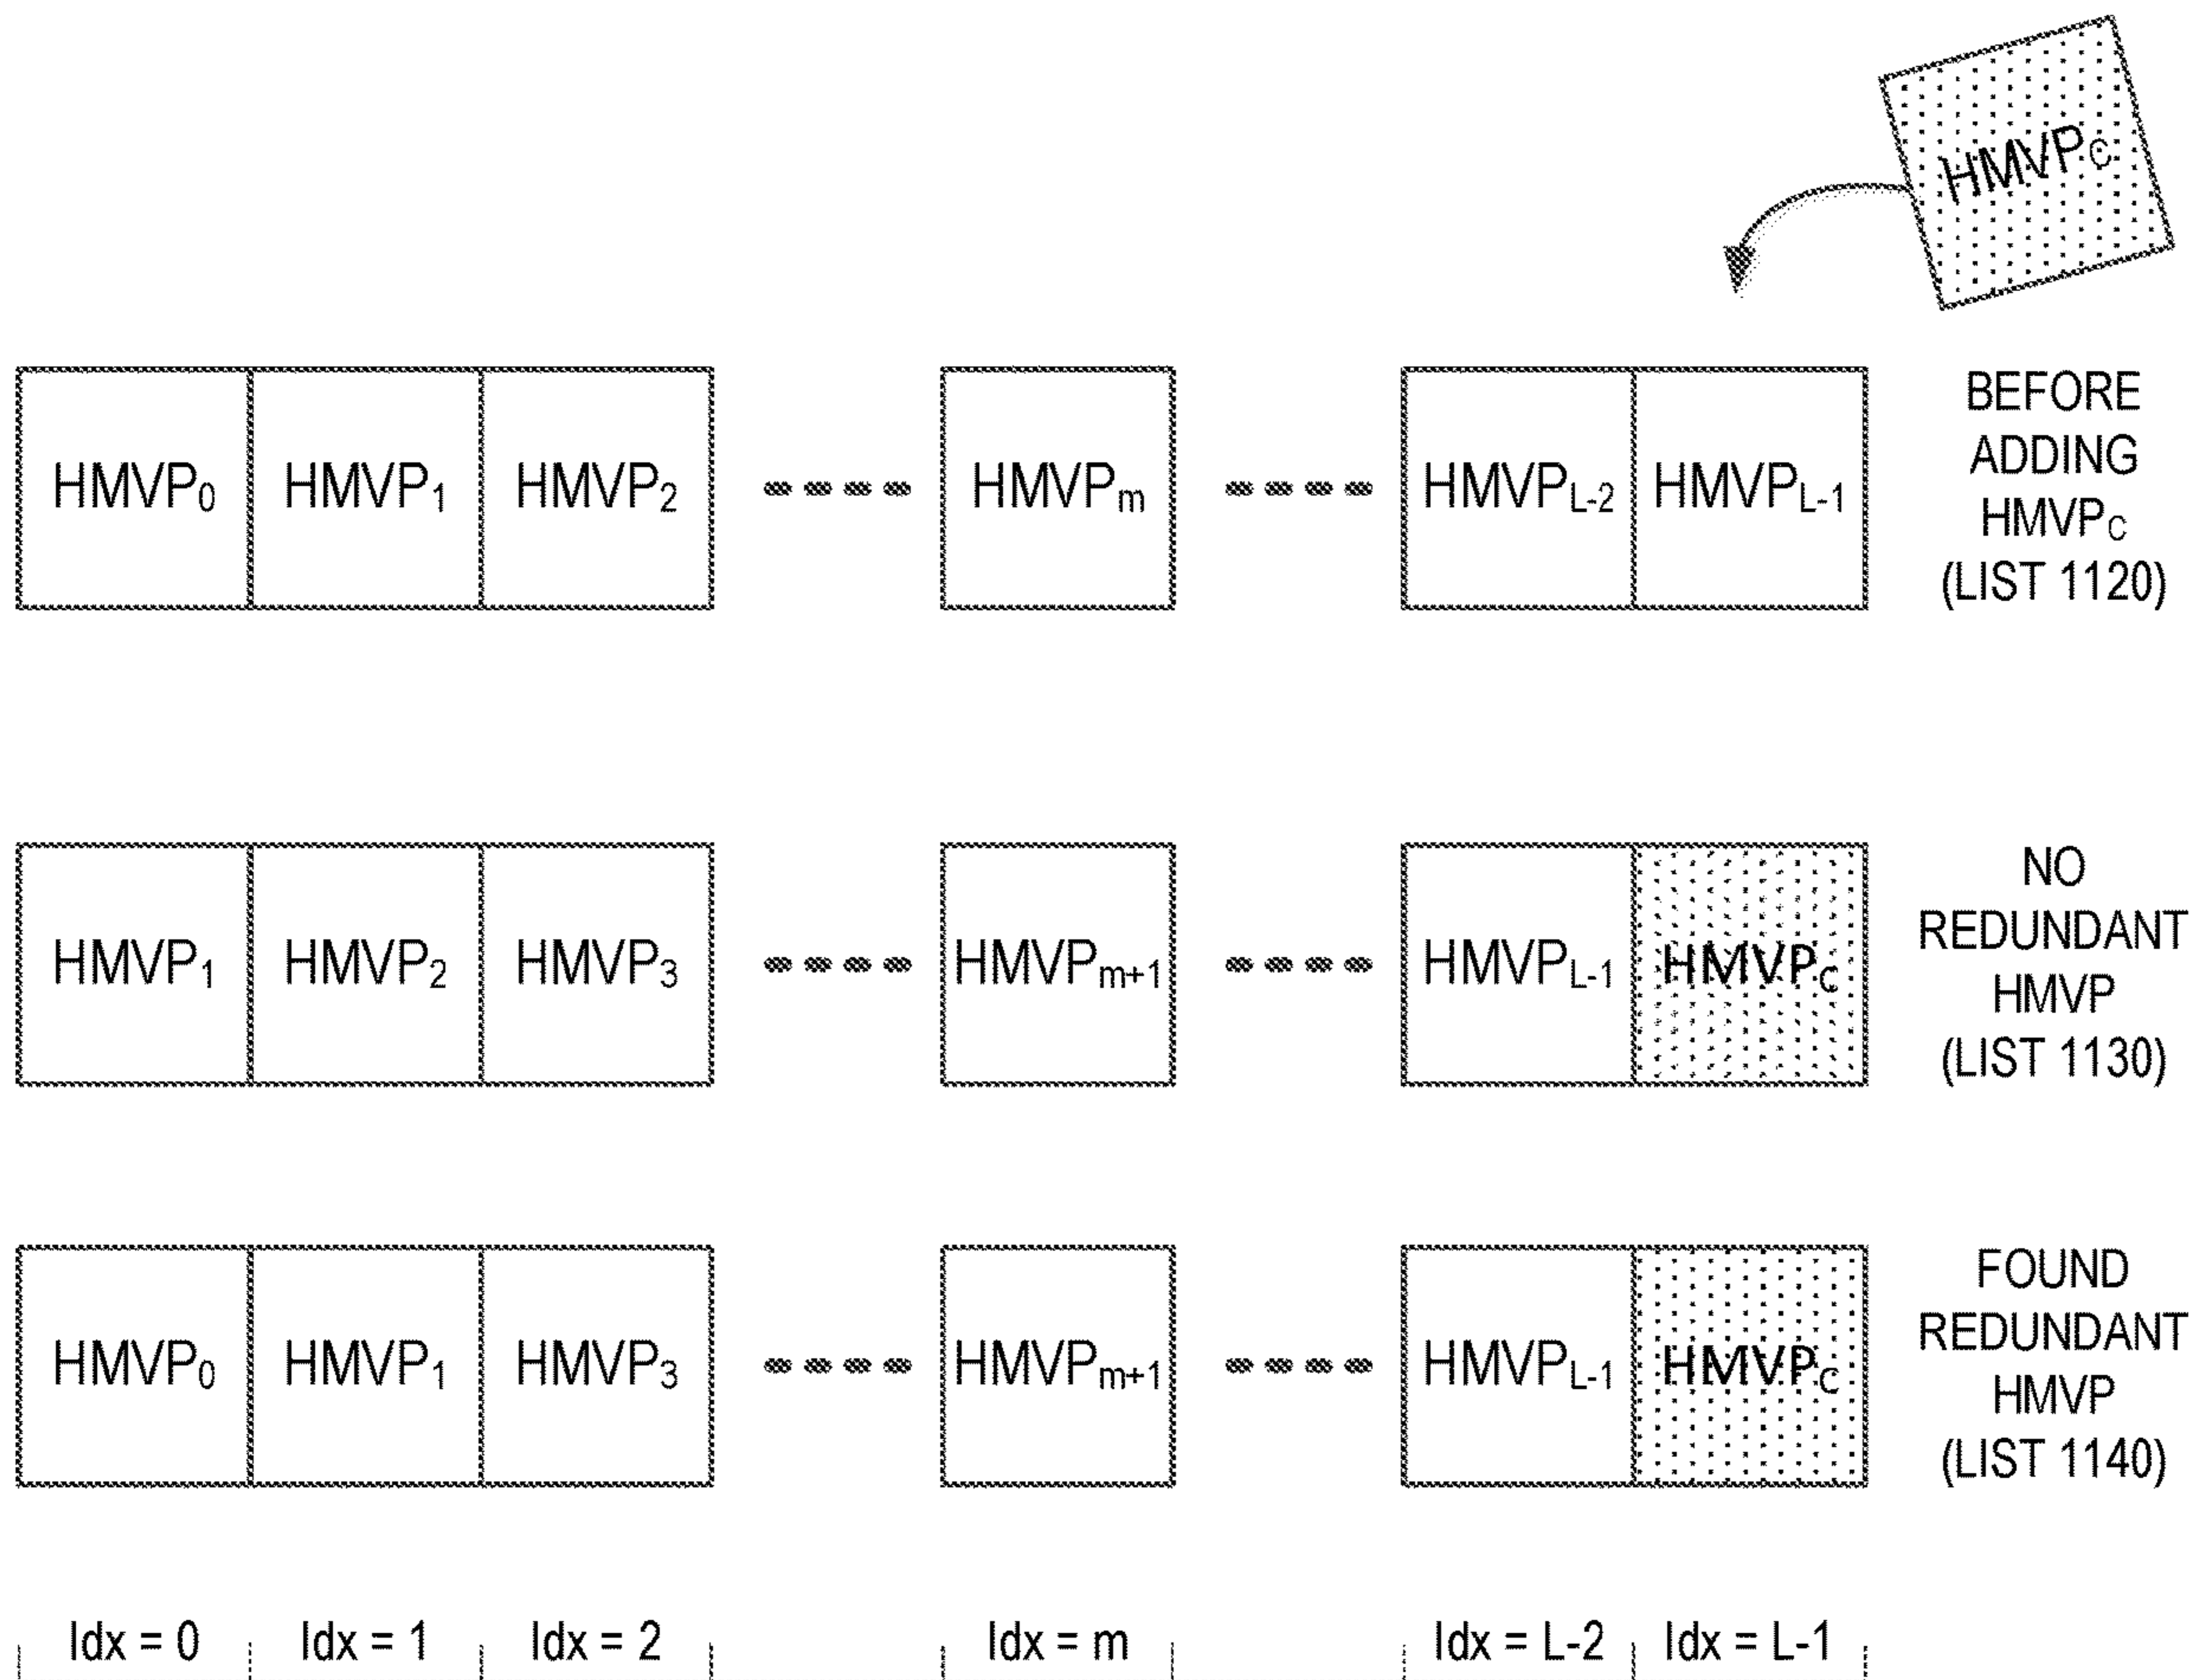 HMVPC
HMVP0 HMVP1 HMVP2 HMVPm HMVPL-2 HMVPL-1
BEFORE
ADDING
HMVPC
(LIST 1120)
HMVP1 HMVP2 HMVP3 HMVPm+1 HMVPL-1 HMVPC
NO
REDUNDANT
HMVP
(LIST 1130)
HMVP0 HMVP1 HMVP3 HMVPm+1 HMVPL-1 HMVPC
FOUND
REDUNDANT
HMVP
(LIST 1140)
Idx = 0 Idx = 1 Idx = 2 Idx = m Idx = L-2 Idx = L-1